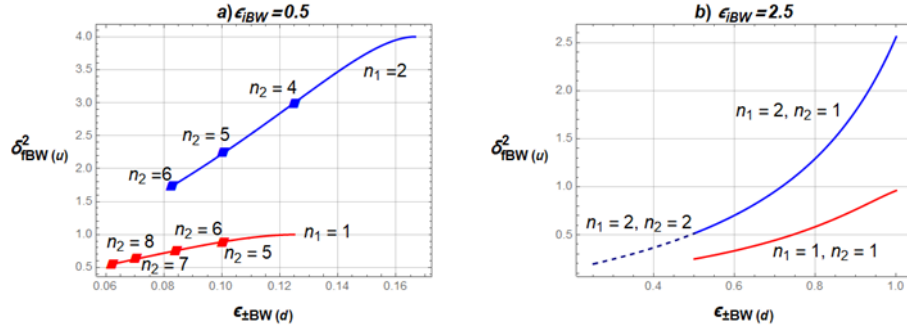 a) ϵiBW=0.5
4.0
3.5
3.0
2.5
2.0
1.5
1.0
0.5
δ²fBW (u)
n1 =2
n2 = 4
n2 = 5
n2 =6
n2 = 8
n2 = 6
n1 = 1
n2 = 7
n2 = 5
0.06 0.08 0.10 0.12 0.14 0.16
ϵ±BW (d)
b) ϵiBW=2.5
2.5
2.0
1.5
1.0
0.5
δ²fBW (u)
n1 = 2, n2 = 1
n1 = 2, n2 = 2
n1 = 1, n2 = 1
0.4 0.6 0.8 1.0
ϵ±BW (d)